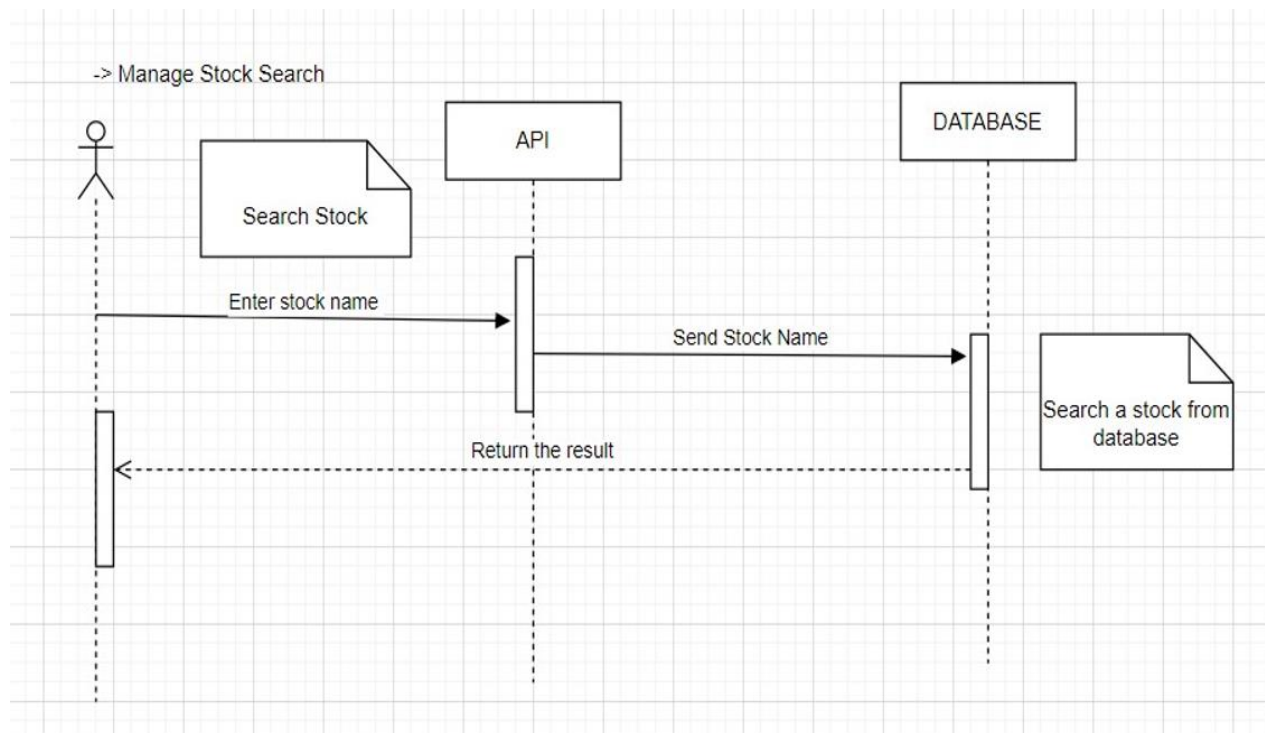 -> Manage Stock Search
API
DATABASE
Search Stock
Enter stock name
Send Stock Name
Search a stock from
database
Return the result